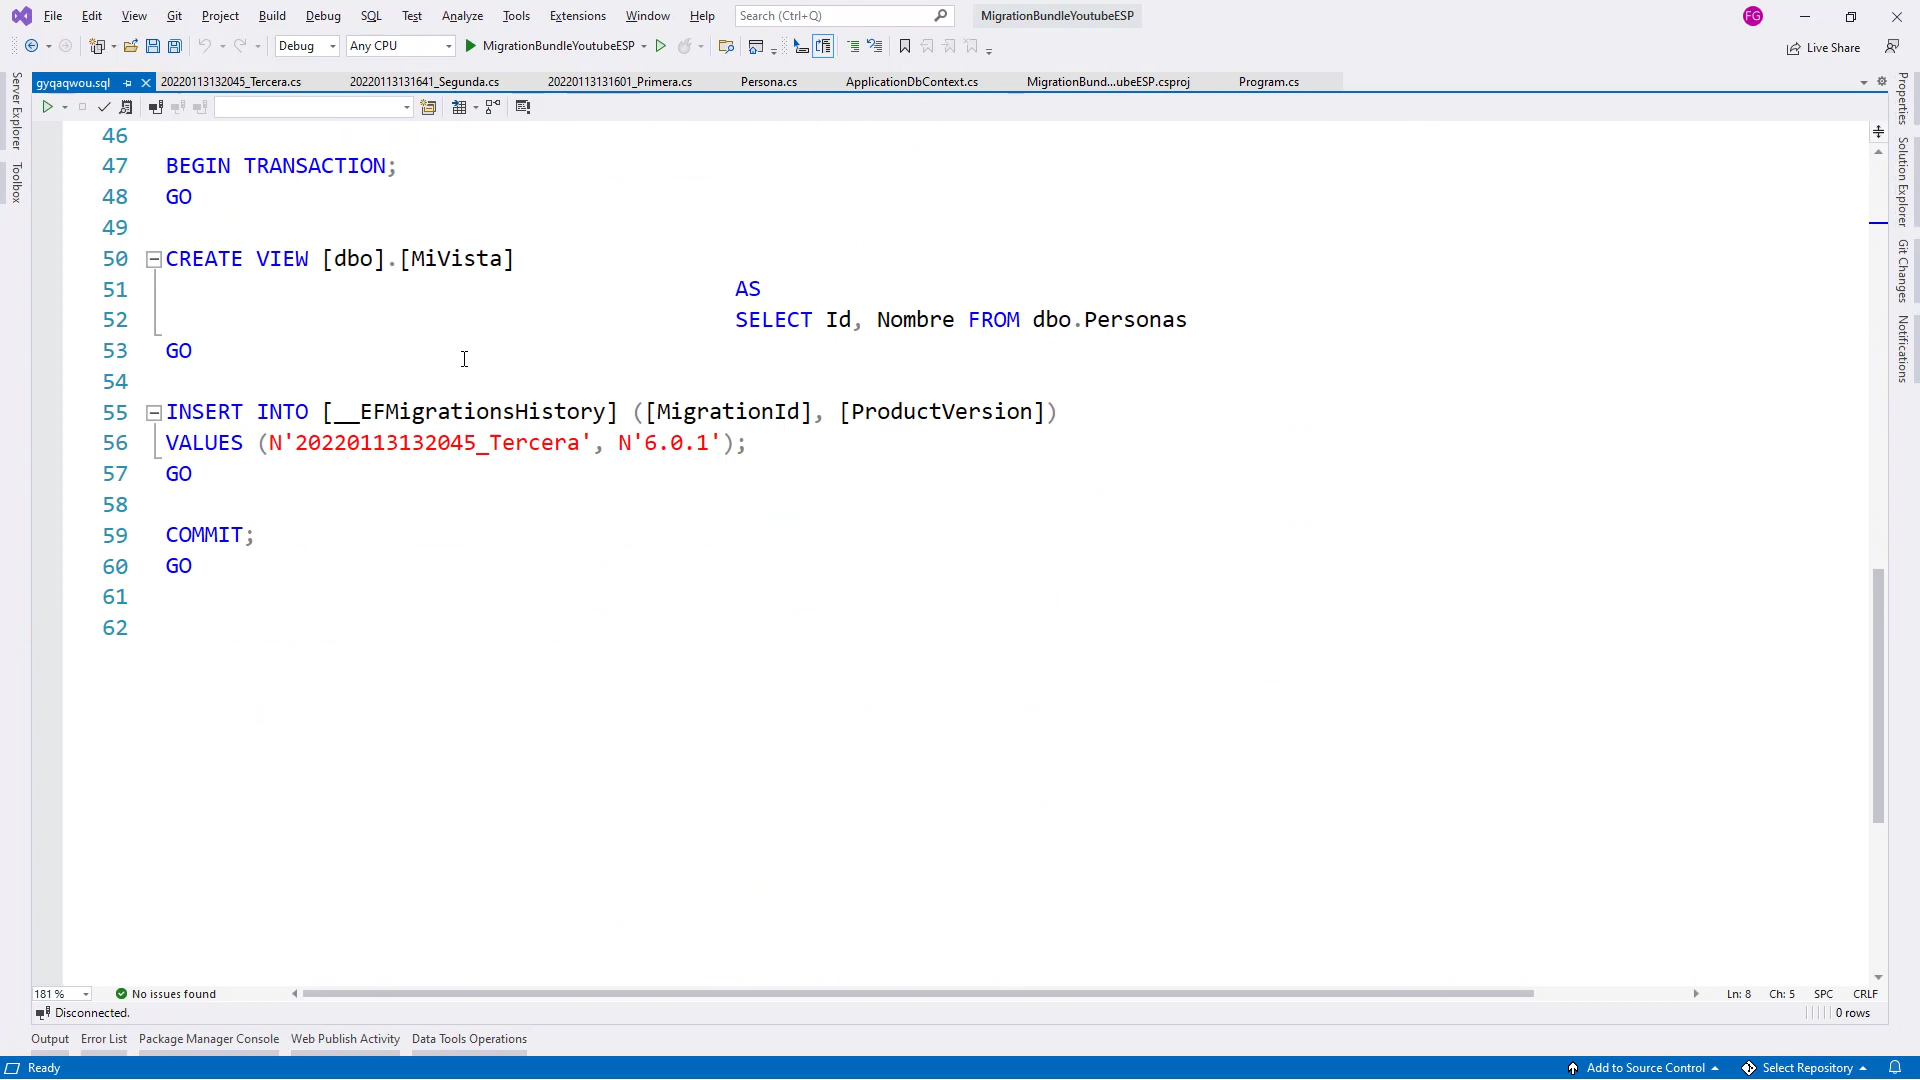 File Edit View Git Project Build Debug SQL Test Analyze Tools Extensions Window Help Search (Ctrl+Q) MigrationBundleYoutubeESP FG
Debug Any CPU MigrationBundleYoutubeESP Live Share
gyqaqwou.sql 20220113132045_Tercera.cs 20220113131641_Segunda.cs 20220113131601_Primera.cs Persona.cs ApplicationDbContext.cs MigrationBund...ubeESP.csproj Program.cs
Server Explorer
Toolbox
Properties
Solution Explorer
Git Changes
Notifications
46
47 BEGIN TRANSACTION;
48 GO
49
50 CREATE VIEW [dbo].[MiVista]
51 AS
52 SELECT Id, Nombre FROM dbo.Personas
53 GO
54
55 INSERT INTO [__EFMigrationsHistory] ([MigrationId], [ProductVersion])
56 VALUES (N'20220113132045_Tercera', N'6.0.1');
57 GO
58
59 COMMIT;
60 GO
61
62
181 % No issues found Ln: 8 Ch: 5 SPC CRLF
Disconnected. 0 rows
Output Error List Package Manager Console Web Publish Activity Data Tools Operations
Ready Add to Source Control Select Repository